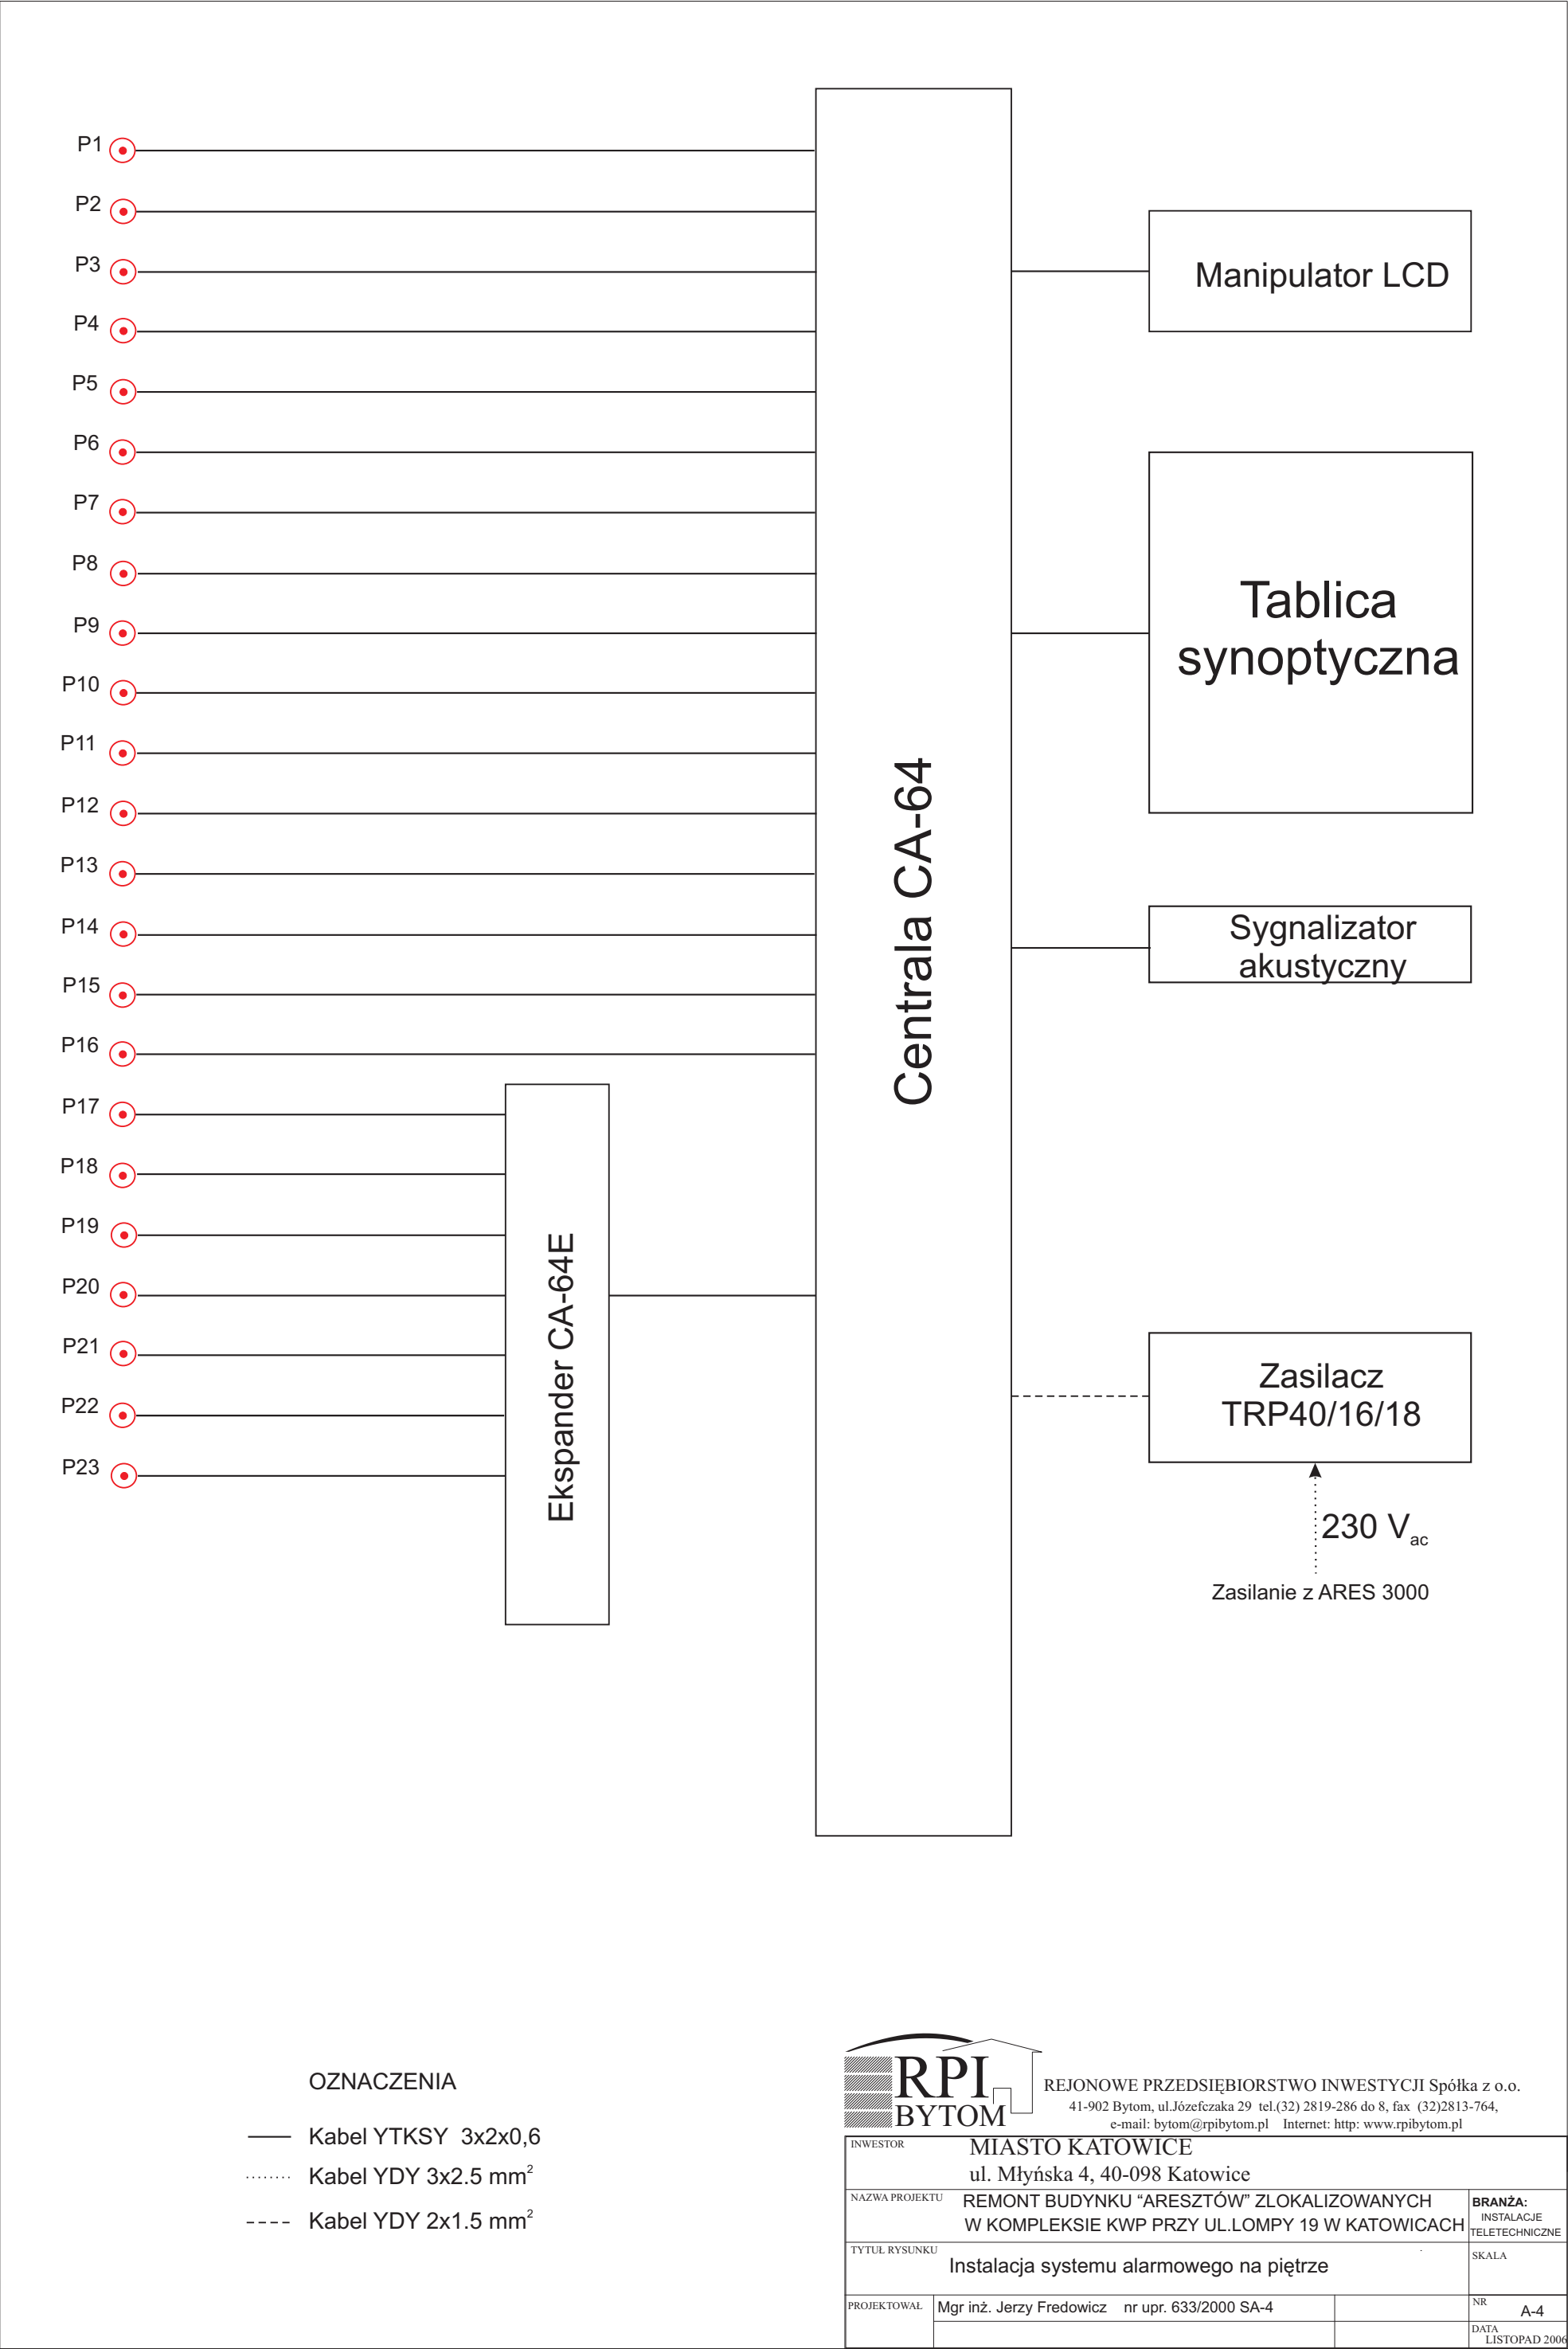 P1
P2
P3
P4
P5
P6
P7
P8
P9
P10
P11
P12
P13
P14
P15
P16
P17
P18
P19
P20
P21
P22
P23
Ekspander CA-64E
Centrala CA-64
Manipulator LCD
Tablica
synoptyczna
Sygnalizator
akustyczny
Zasilacz
TRP40/16/18
230 Vac
Zasilanie z ARES 3000
OZNACZENIA
Kabel YTKSY 3x2x0,6
Kabel YDY 3x2.5 mm²
Kabel YDY 2x1.5 mm²
RPI
BYTOM
REJONOWE PRZEDSIĘBIORSTWO INWESTYCJI Spółka z o.o.
41-902 Bytom, ul.Józefczaka 29 tel.(32) 2819-286 do 8, fax (32)2813-764,
e-mail: bytom@rpibytom.pl Internet: http: www.rpibytom.pl
INWESTOR
MIASTO KATOWICE
ul. Młyńska 4, 40-098 Katowice
NAZWA PROJEKTU
REMONT BUDYNKU “ARESZTÓW” ZLOKALIZOWANYCH
W KOMPLEKSIE KWP PRZY UL.LOMPY 19 W KATOWICACH
BRANŻA:
INSTALACJE
TELETECHNICZNE
TYTUŁ RYSUNKU
Instalacja systemu alarmowego na piętrze
SKALA
PROJEKTOWAŁ
Mgr inż. Jerzy Fredowicz nr upr. 633/2000 SA-4
NR
A-4
DATA
LISTOPAD 2006